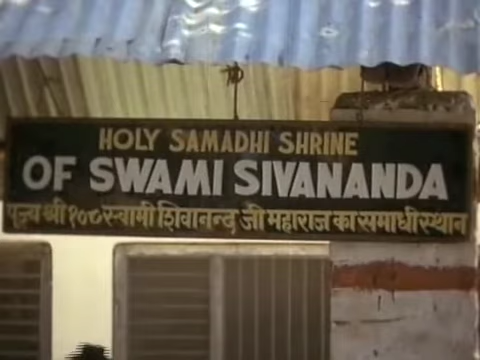 HOLY SAMADHI SHRINE
OF SWAMI SIVANANDA
पूज्य श्री १०८ स्वामी शिवानन्द जी महाराज का समाधीस्थान